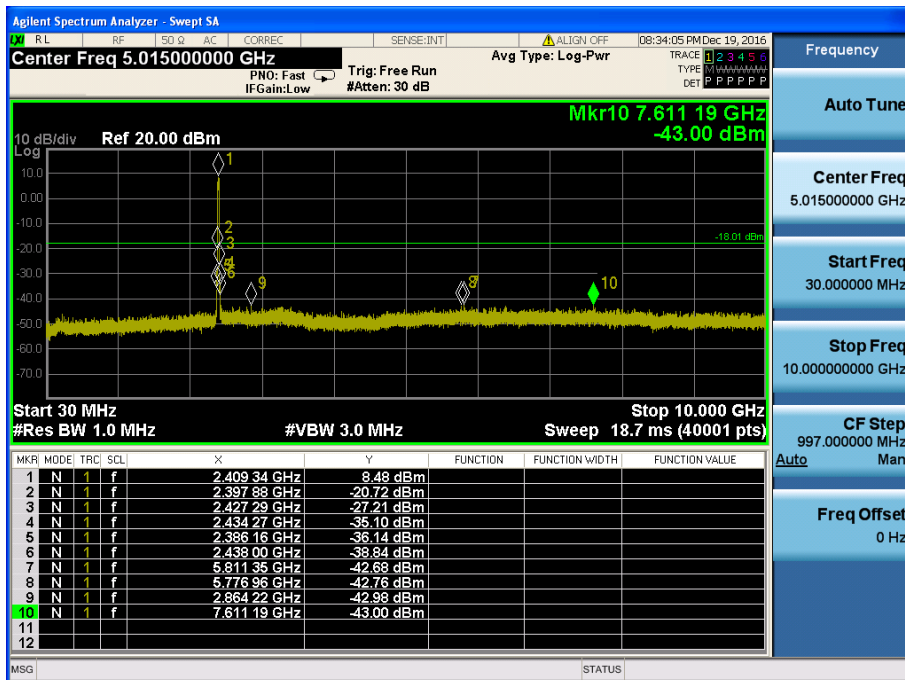 Agilent Spectrum Analyzer - Swept SA
LXI RL RF 50 Ω AC CORREC SENSE:INT ALIGN OFF 08:34:05 PM Dec 19, 2016
Center Freq 5.015000000 GHz Avg Type: Log-Pwr TRACE 1 2 3 4 5 6
PNO: Fast Trig: Free Run TYPE M
IFGain:Low #Atten: 30 dB DET P P P P P P
Frequency
Auto Tune
Center Freq
5.015000000 GHz
Start Freq
30.000000 MHz
Stop Freq
10.000000000 GHz
CF Step
997.000000 MHz
Auto Man
Freq Offset
0 Hz
Mkr10 7.611 19 GHz
-43.00 dBm
10 dB/div Ref 20.00 dBm
Log
10.0
0.00
-10.0
-20.0
-30.0
-40.0
-50.0
-60.0
-70.0
1
2
3
4
5
6
9
8
7
10
-18.01 dBm
Start 30 MHz Stop 10.000 GHz
#Res BW 1.0 MHz #VBW 3.0 MHz Sweep 18.7 ms (40001 pts)
MKR MODE TRC SCL X Y FUNCTION FUNCTION WIDTH FUNCTION VALUE
1 N 1 f 2.409 34 GHz 8.48 dBm
2 N 1 f 2.397 88 GHz -20.72 dBm
3 N 1 f 2.427 29 GHz -27.21 dBm
4 N 1 f 2.434 27 GHz -35.10 dBm
5 N 1 f 2.386 16 GHz -36.14 dBm
6 N 1 f 2.438 00 GHz -38.84 dBm
7 N 1 f 5.811 35 GHz -42.68 dBm
8 N 1 f 5.776 96 GHz -42.76 dBm
9 N 1 f 2.864 22 GHz -42.98 dBm
10 N 1 f 7.611 19 GHz -43.00 dBm
11
12
MSG STATUS